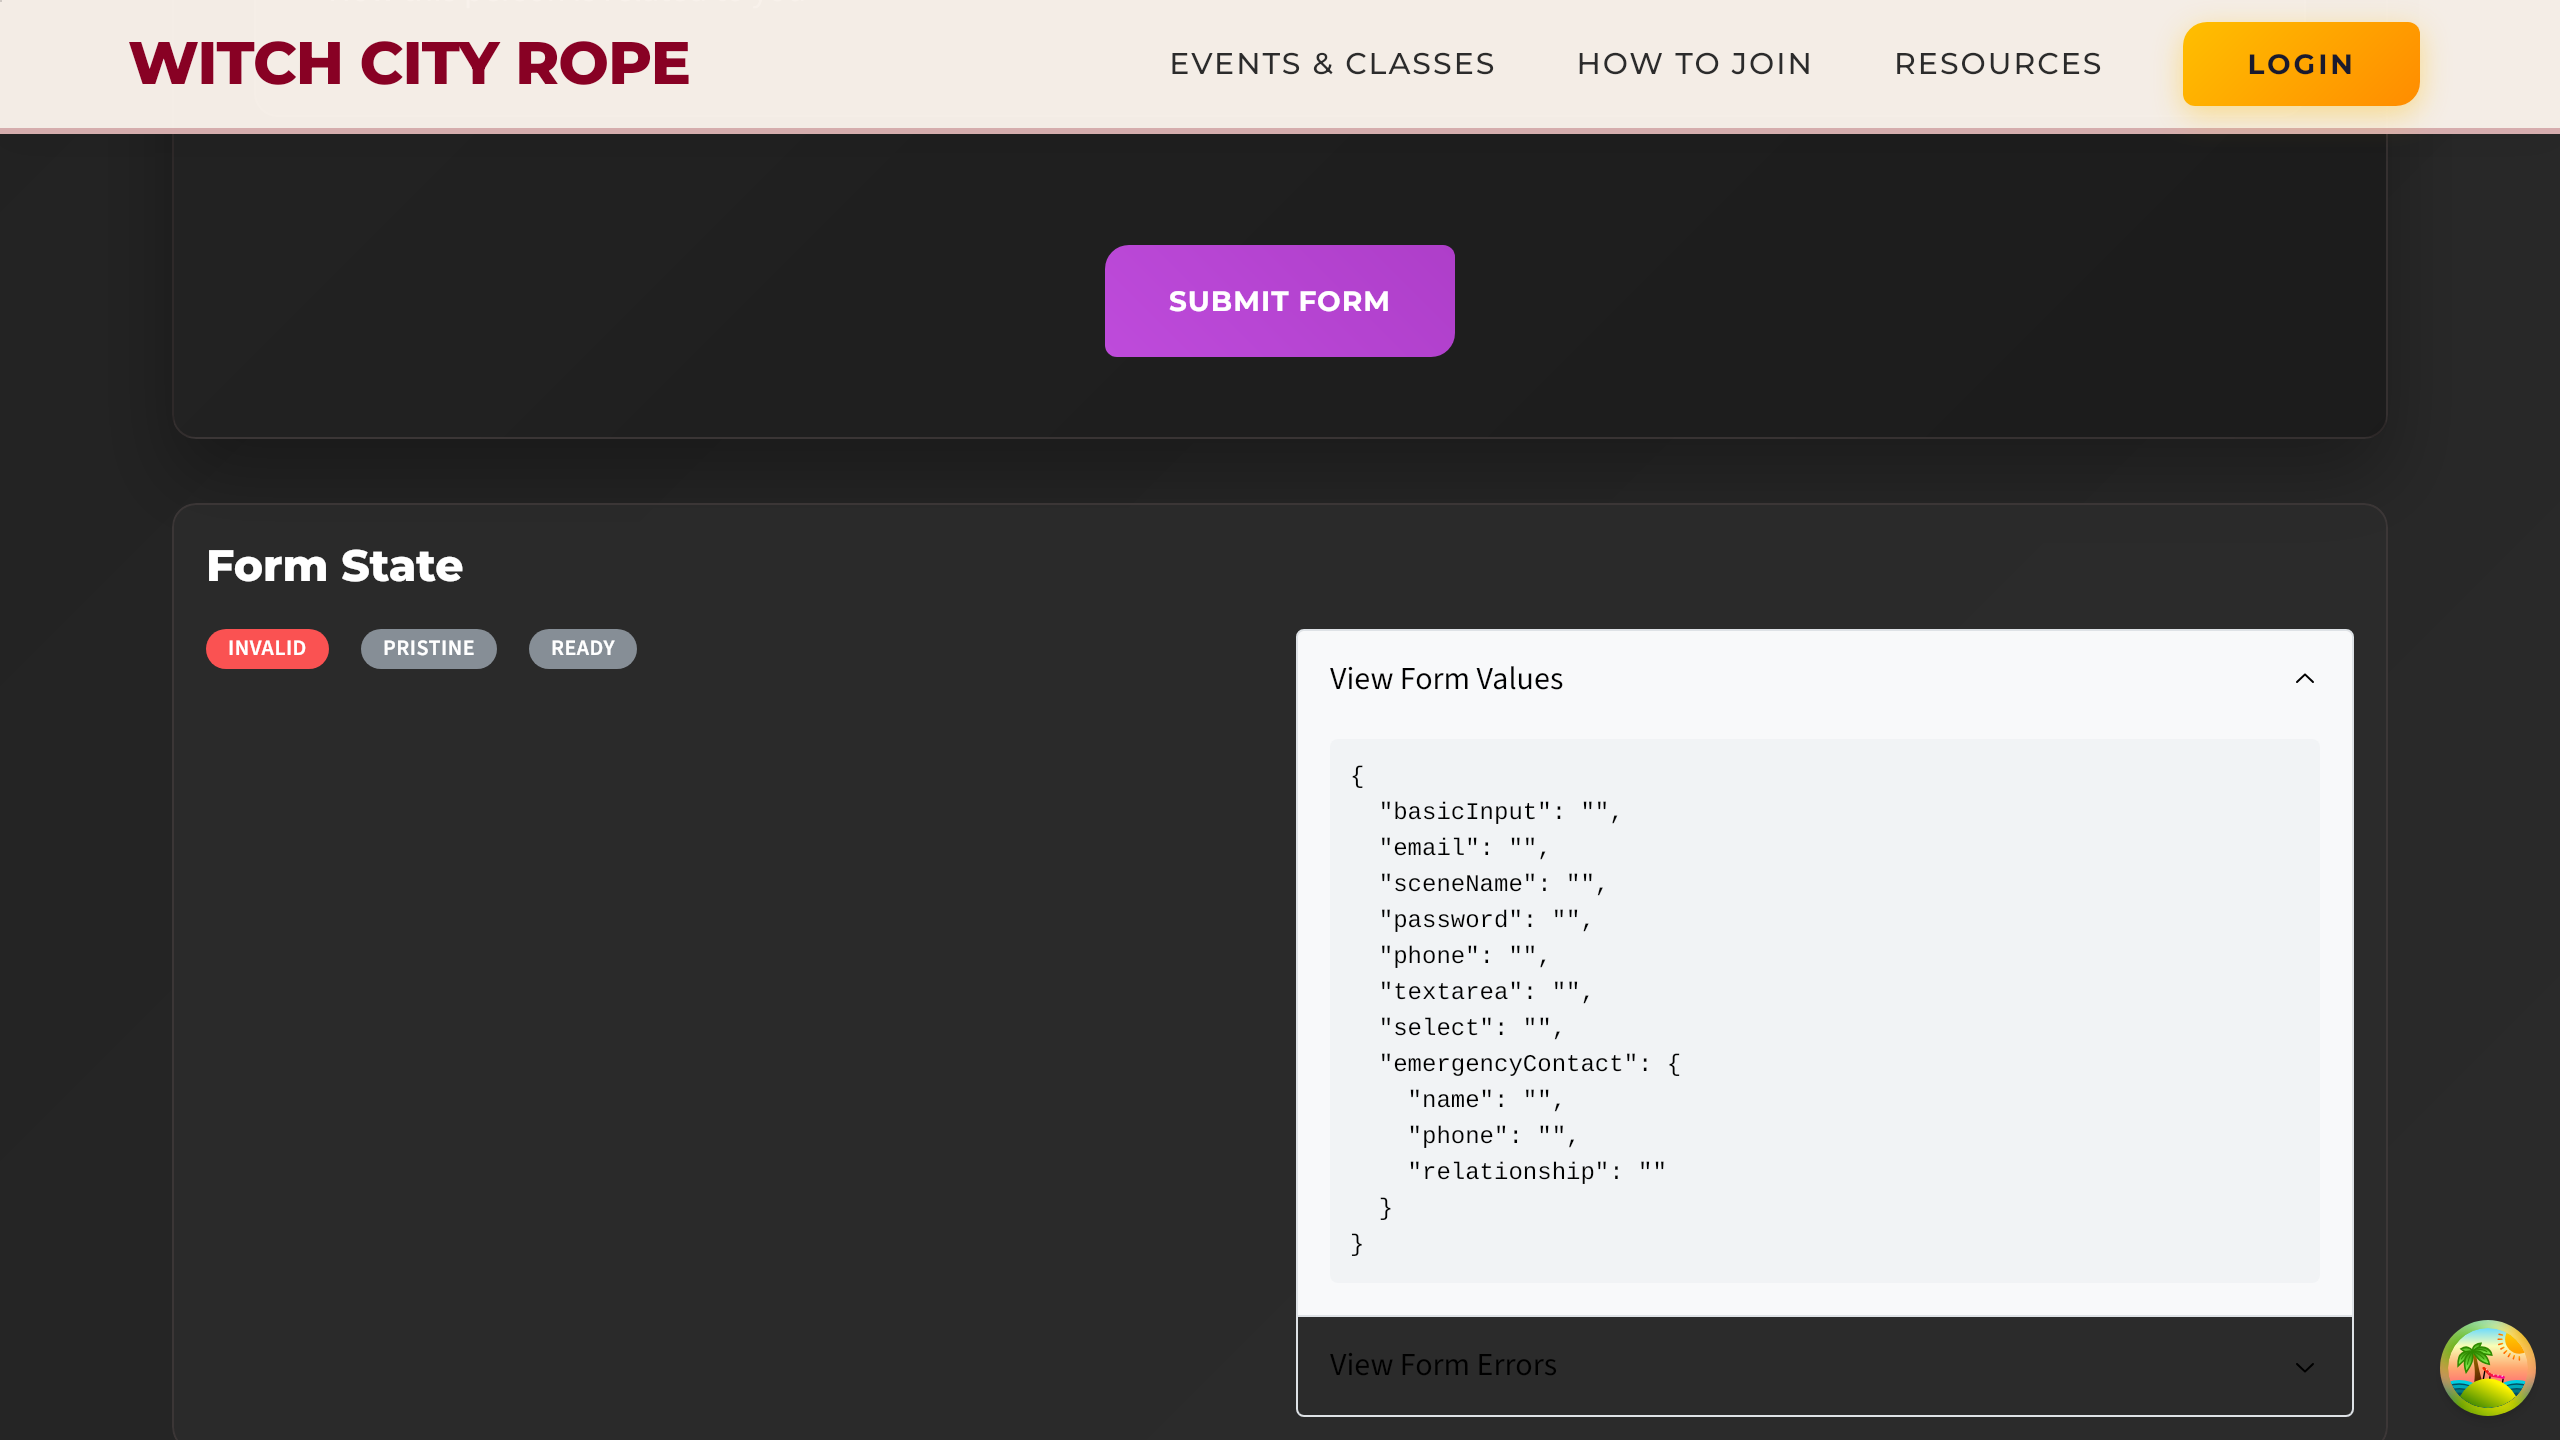 WITCH CITY ROPE
EVENTS & CLASSES
HOW TO JOIN
RESOURCES
LOGIN
SUBMIT FORM
Form State
INVALID
PRISTINE
READY
View Form Values
{
  "basicInput": "",
  "email": "",
  "sceneName": "",
  "password": "",
  "phone": "",
  "textarea": "",
  "select": "",
  "emergencyContact": {
    "name": "",
    "phone": "",
    "relationship": ""
  }
}
View Form Errors